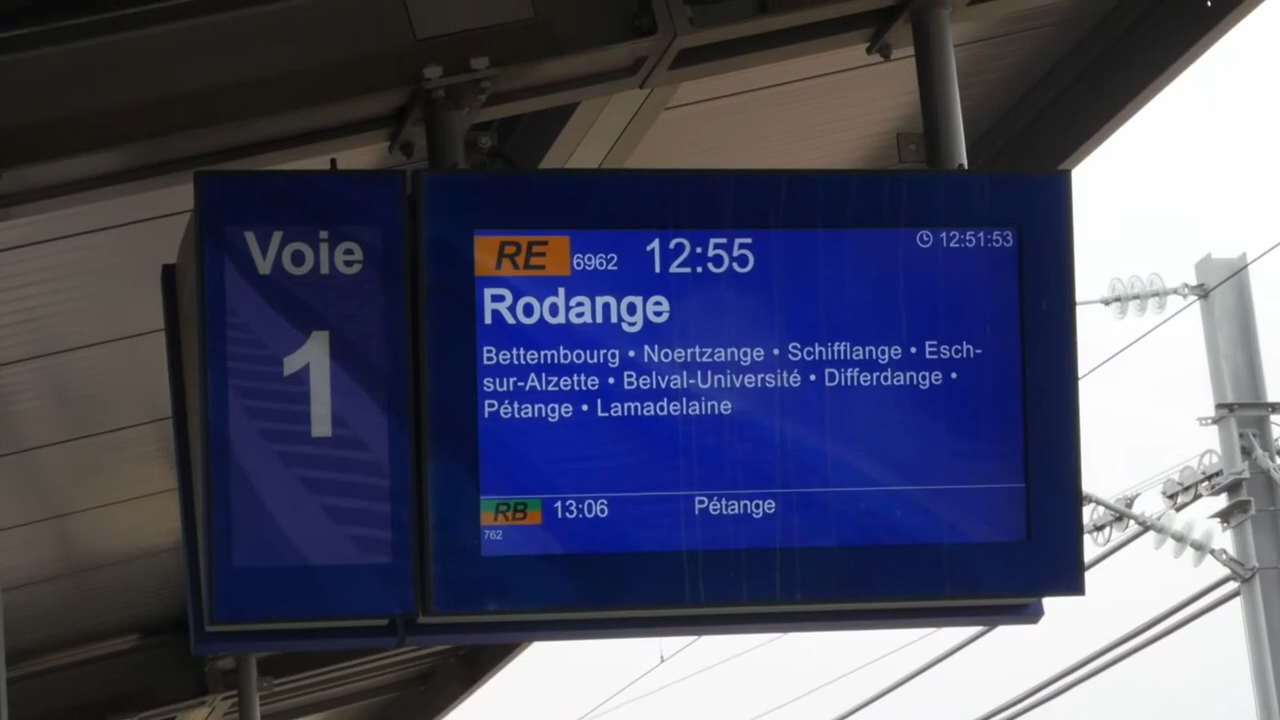 Voie
1
RE 6962 12:55 12:51:53
Rodange
Bettembourg • Noertzange • Schifflange • Esch-
sur-Alzette • Belval-Université • Differdange •
Pétange • Lamadelaine
RB 13:06 Pétange
762